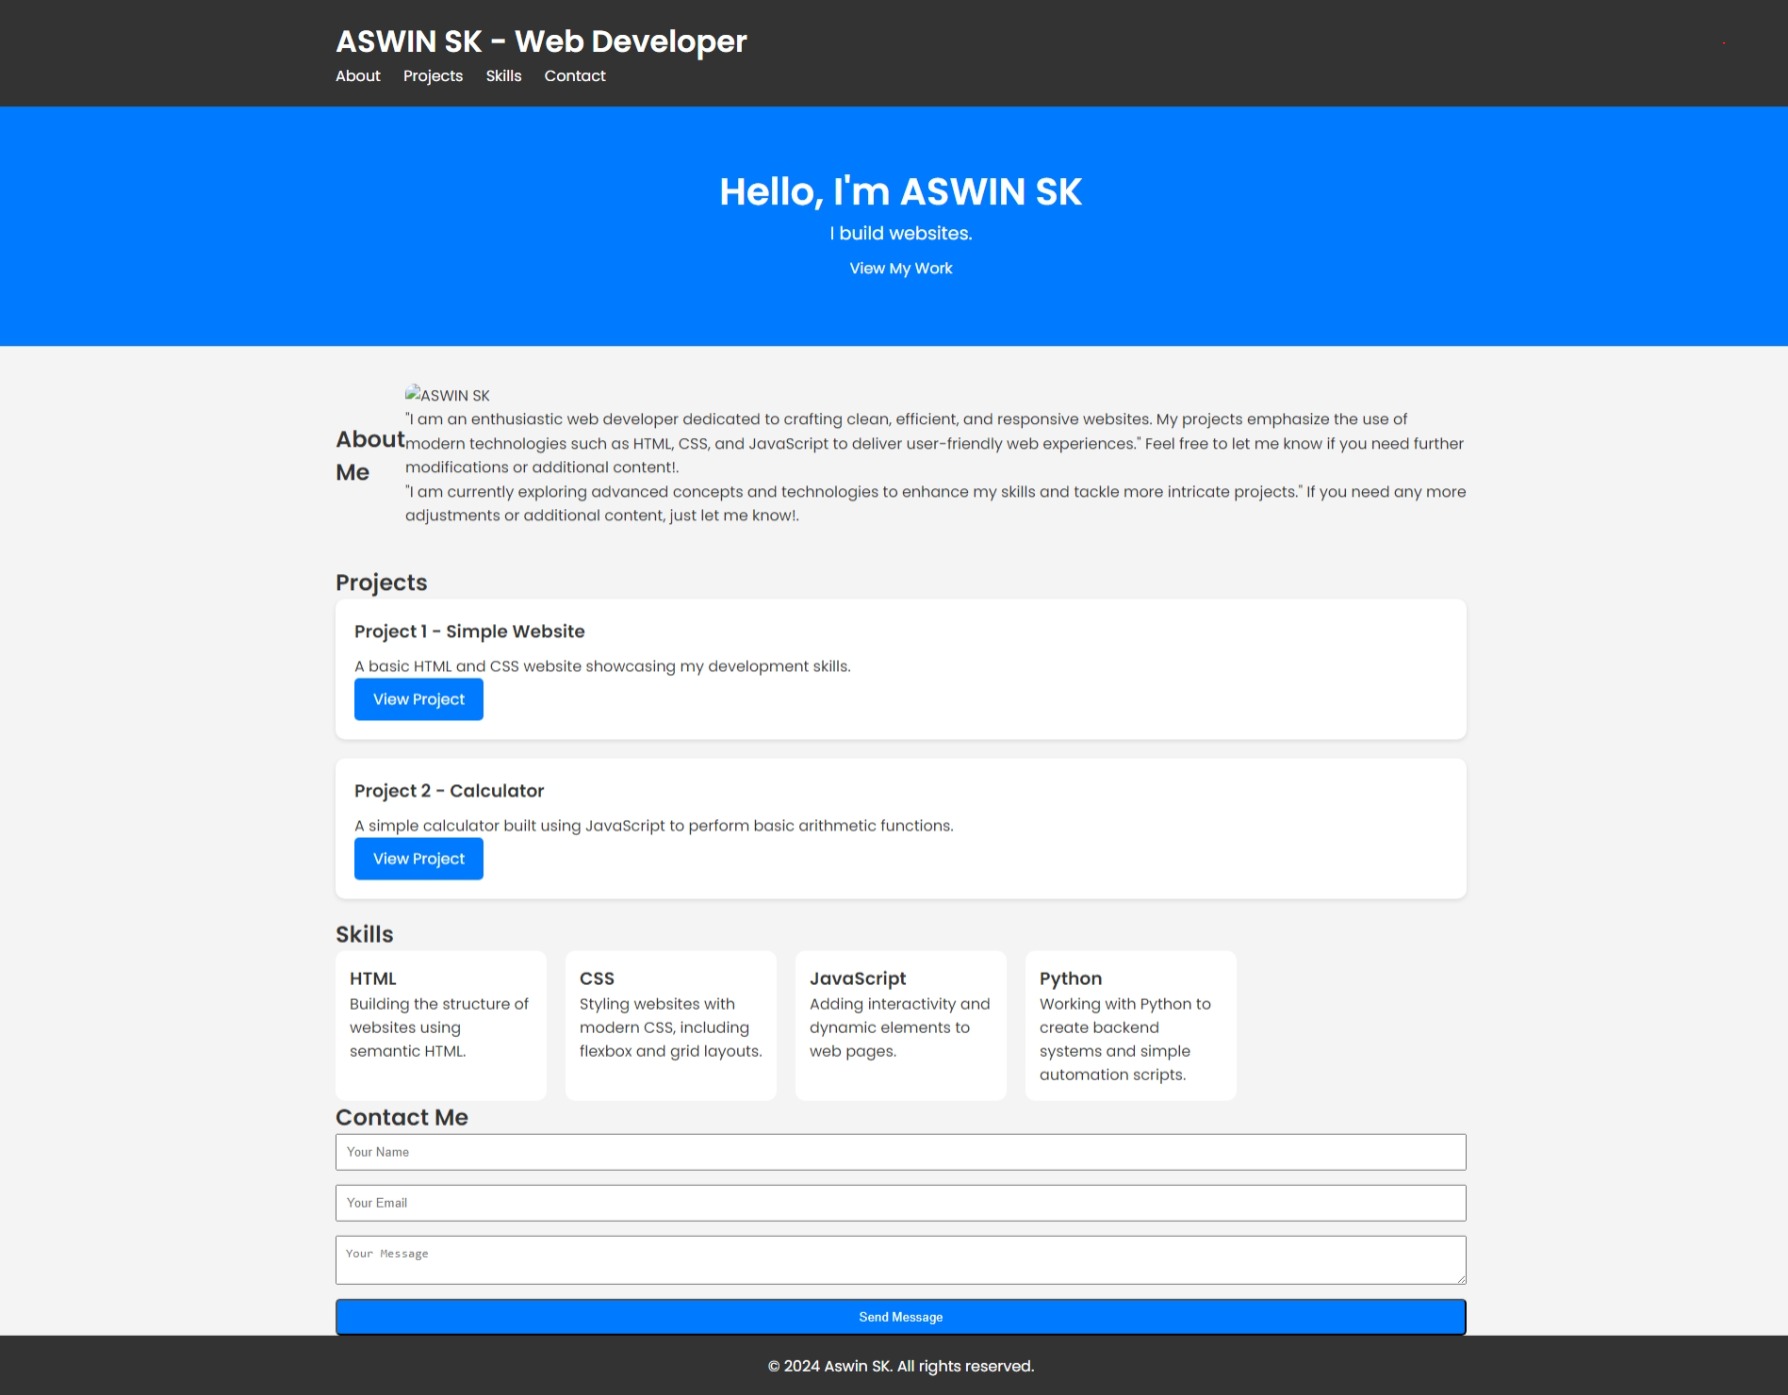 ASWIN SK - Web Developer
About Projects Skills Contact
Hello, I'm ASWIN SK
I build websites.
View My Work
About Me
ASWIN SK
"I am an enthusiastic web developer dedicated to crafting clean, efficient, and responsive websites. My projects emphasize the use of
modern technologies such as HTML, CSS, and JavaScript to deliver user-friendly web experiences." Feel free to let me know if you need further
modifications or additional content!.
"I am currently exploring advanced concepts and technologies to enhance my skills and tackle more intricate projects." If you need any more
adjustments or additional content, just let me know!.
Projects
Project 1 - Simple Website
A basic HTML and CSS website showcasing my development skills.
View Project
Project 2 - Calculator
A simple calculator built using JavaScript to perform basic arithmetic functions.
View Project
Skills
HTML
Building the structure of
websites using
semantic HTML.
CSS
Styling websites with
modern CSS, including
flexbox and grid layouts.
JavaScript
Adding interactivity and
dynamic elements to
web pages.
Python
Working with Python to
create backend
systems and simple
automation scripts.
Contact Me
Your Name
Your Email
Your Message
Send Message
© 2024 Aswin SK. All rights reserved.